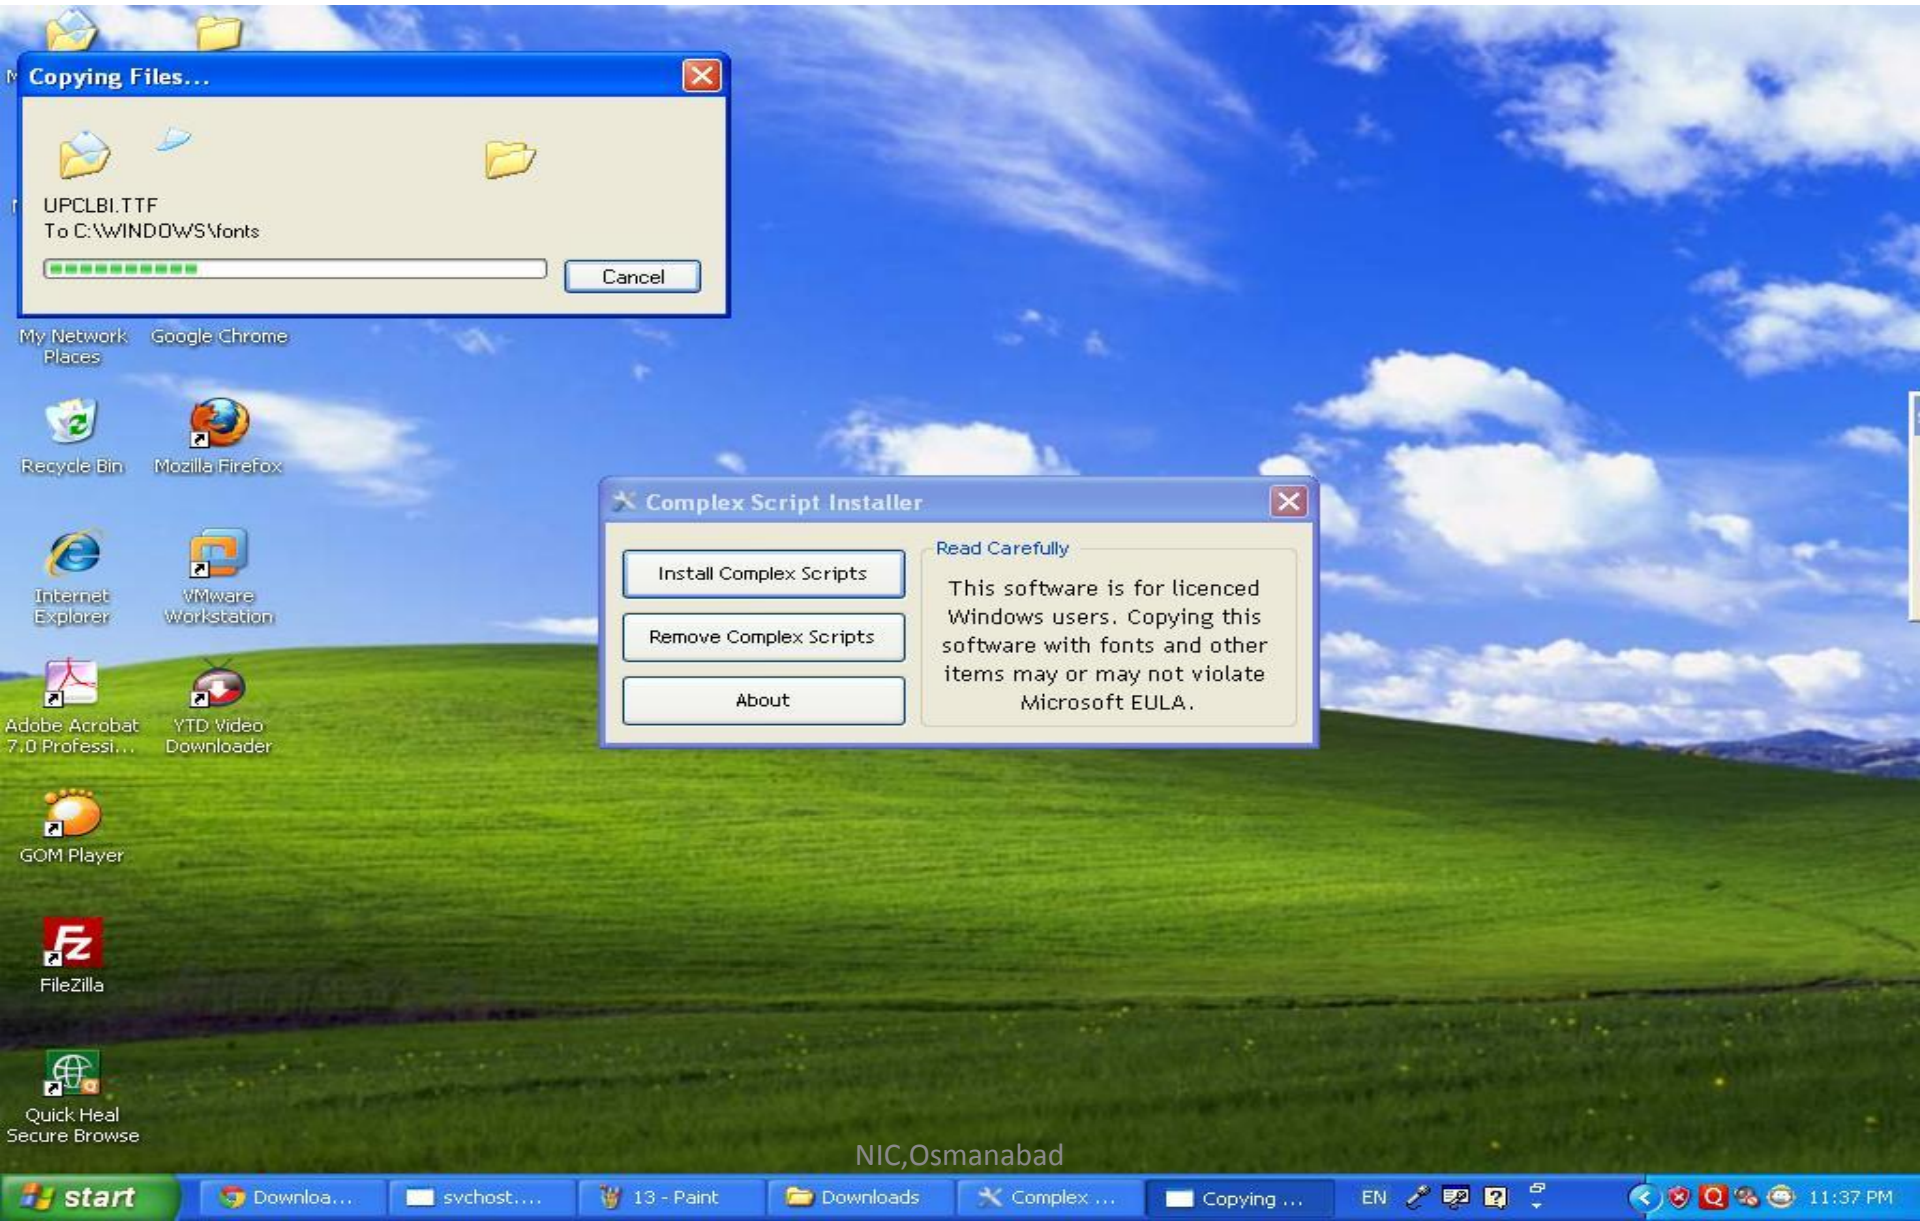 Copying Files...
UPCLBI.TTF
To C:\WINDOWS\fonts
Cancel
My Network Places
Google Chrome
Recycle Bin
Mozilla Firefox
Internet Explorer
VMware Workstation
Adobe Acrobat 7.0 Professi...
YTD Video Downloader
GOM Player
FileZilla
Quick Heal Secure Browse
Complex Script Installer
Install Complex Scripts
Remove Complex Scripts
About
Read Carefully
This software is for licenced
Windows users. Copying this
software with fonts and other
items may or may not violate
Microsoft EULA.
NIC,Osmanabad
start
Downloa...
svchost....
13 - Paint
Downloads
Complex ...
Copying ...
EN
11:37 PM